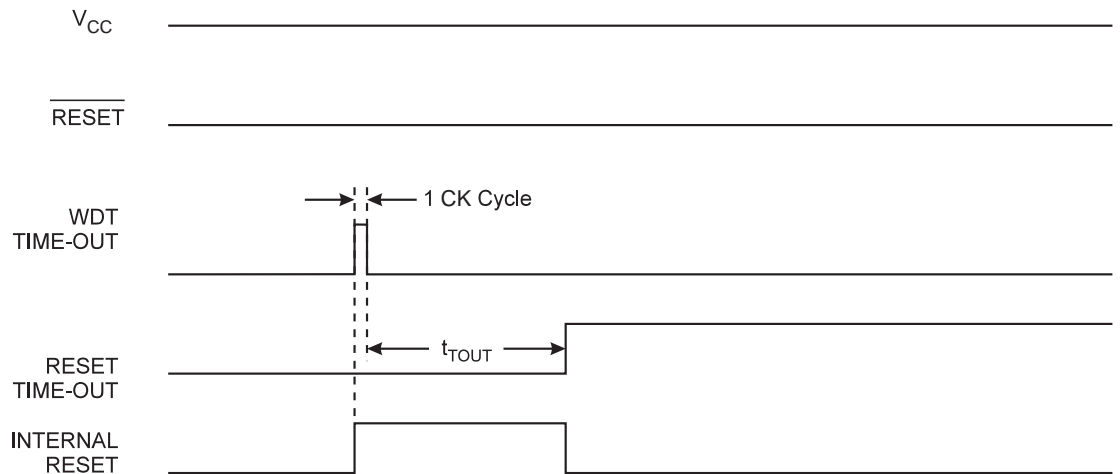 VCC
RESET
1 CK Cycle
WDT
TIME-OUT
tTOUT
RESET
TIME-OUT
INTERNAL
RESET